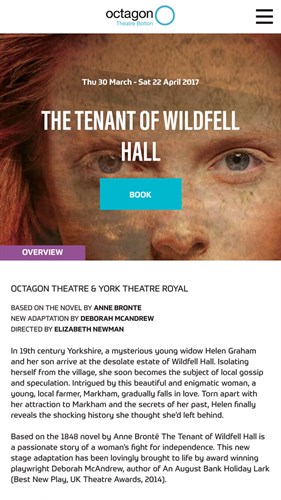 octagon
Theatre Bolton
Thu 30 March - Sat 22 April 2017
THE TENANT OF WILDFELL
HALL
BOOK
OVERVIEW
OCTAGON THEATRE & YORK THEATRE ROYAL
BASED ON THE NOVEL BY ANNE BRONTE
NEW ADAPTATION BY DEBORAH MCANDREW
DIRECTED BY ELIZABETH NEWMAN
In 19th century Yorkshire, a mysterious young widow Helen Graham
and her son arrive at the desolate estate of Wildfell Hall. Isolating
herself from the village, she soon becomes the subject of local gossip
and speculation. Intrigued by this beautiful and enigmatic woman, a
young, local farmer, Markham, gradually falls in love. Torn apart with
her attraction to Markham and the secrets of her past, Helen finally
reveals the shocking history she thought she'd left behind.
Based on the 1848 novel by Anne Brontë The Tenant of Wildfell Hall is
a passionate story of a woman's fight for independence. This new
stage adaptation has been lovingly brought to life by award winning
playwright Deborah McAndrew, author of An August Bank Holiday Lark
(Best New Play, UK Theatre Awards, 2014).